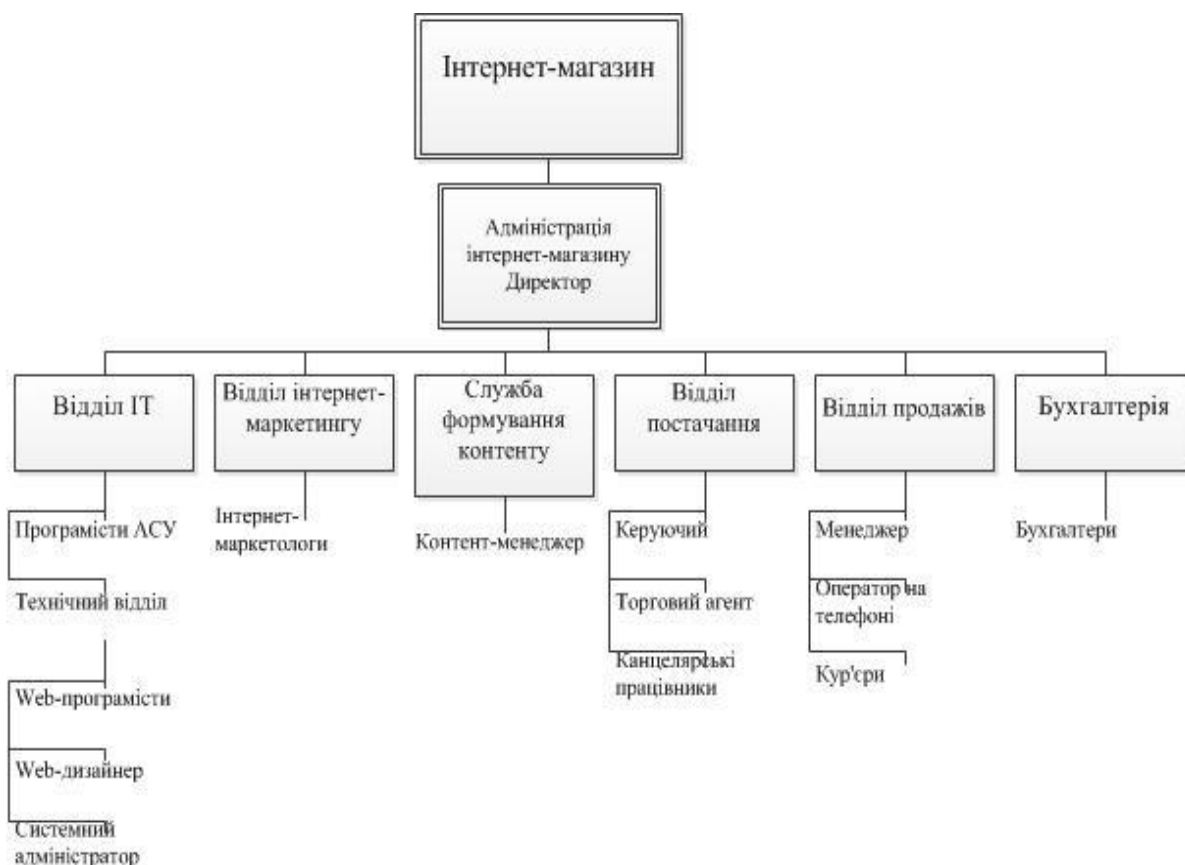 Інтернет-магазин
Адміністрація
інтернет-магазину
Директор
Відділ ІТ
Відділ інтернет-
маркетингу
Служба
формування
контенту
Відділ
постачання
Відділ продажів
Бухгалтерія
Програмісти АСУ
Технічний відділ
Web-програмісти
Web-дизайнер
Системний
адміністратор
Інтернет-
маркетологи
Контент-менеджер
Керуючий
Торговий агент
Канцелярські
працівники
Менеджер
Оператор на
телефоні
Кур'єри
Бухгалтери